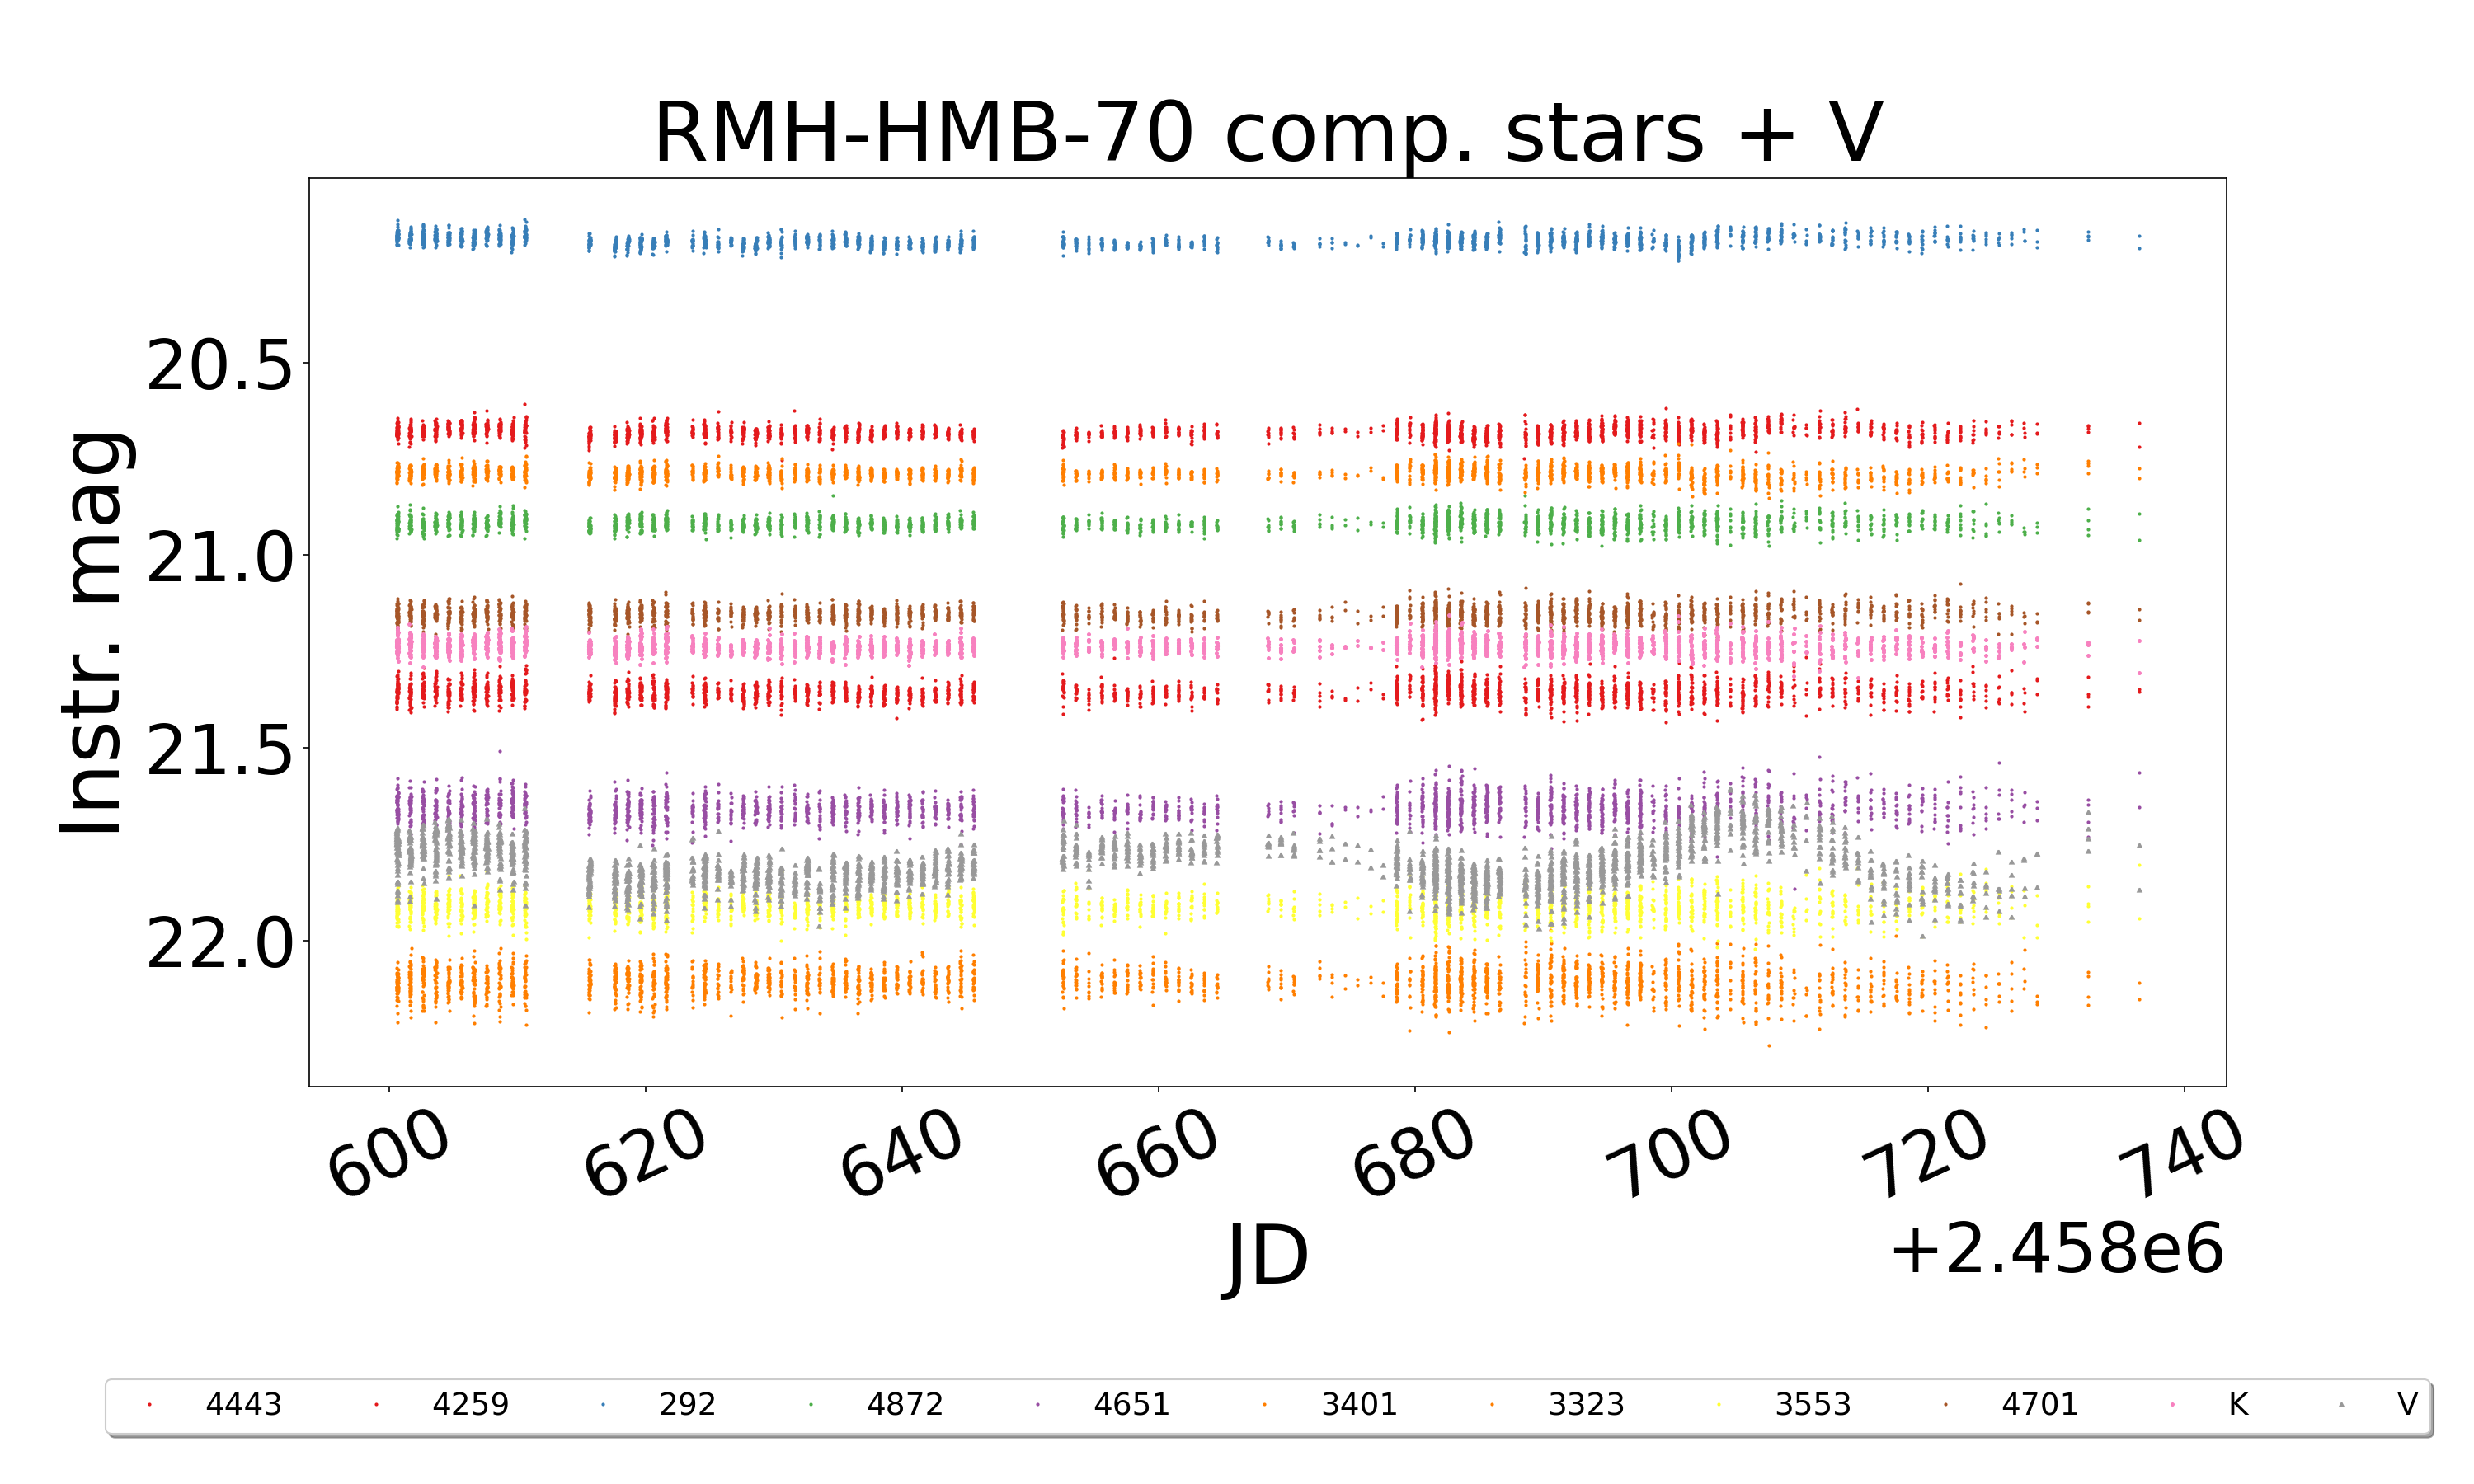 RMH-HMB-70 comp. stars + V
Instr. mag
20.5
21.0
21.5
22.0
600 620 640 660 680 700 720 740
JD
+2.458e6
4443 4259 292 4872 4651 3401 3323 3553 4701 K V